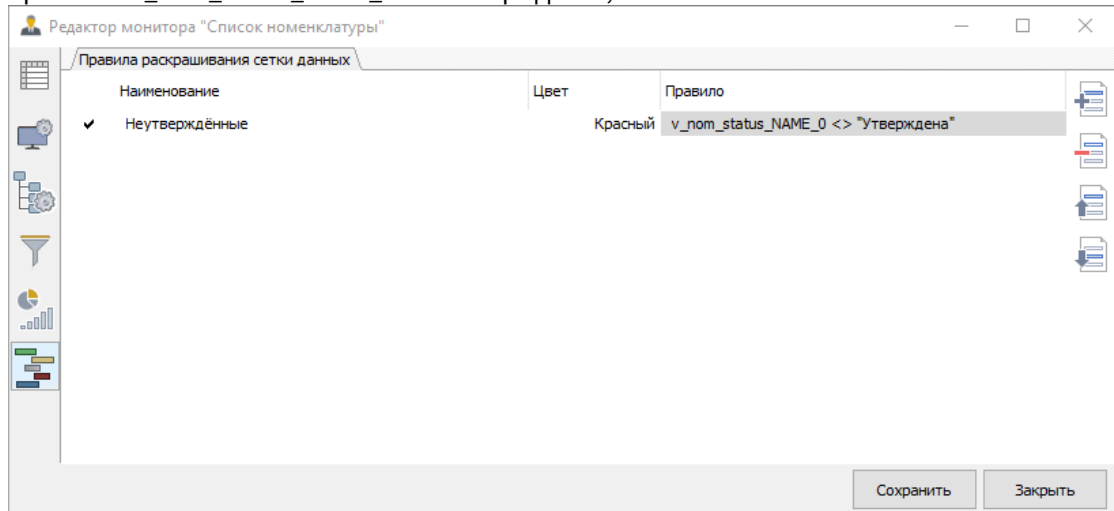 Редактор монитора "Список номенклатуры"
Правила раскрашивания сетки данных
Наименование Цвет Правило
Неутверждённые Красный v_nom_status_NAME_0 <> "Утверждена"
Сохранить Закрыть